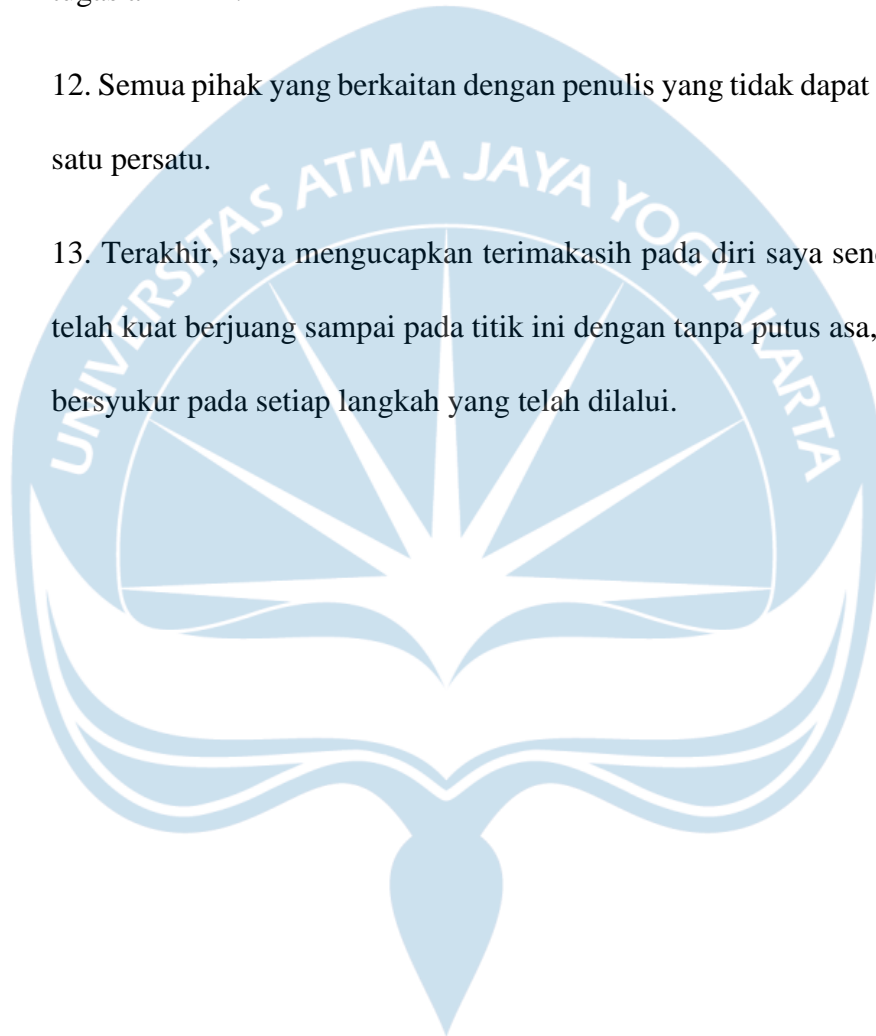 12. Semua pihak yang berkaitan dengan penulis yang tidak dapat
satu persatu.
UNIVERSITAS ATMA JAYA YOGYAKARTA
13. Terakhir, saya mengucapkan terimakasih pada diri saya
telah kuat berjuang sampai pada titik ini dengan tanpa putus asa,
bersyukur pada setiap langkah yang telah dilalui.